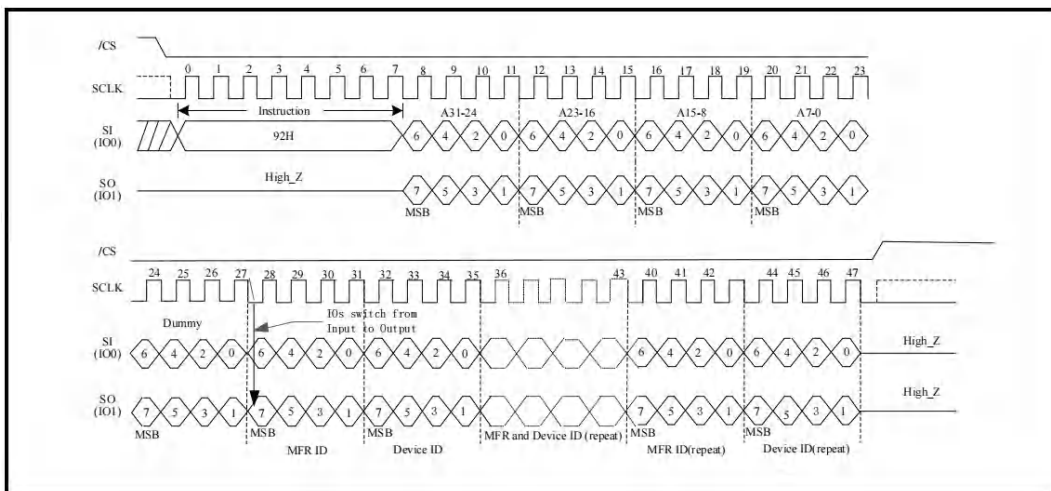 /CS
0 1 2 3 4 5 6 7 8 9 10 11 12 13 14 15 16 17 18 19 20 21 22 23
SCLK
Instruction A31-24 A23-16 A15-8 A7-0
SI
(IO0)
92H 6 4 2 0 6 4 2 0 6 4 2 0 6 4 2 0
High_Z
SO
(IO1)
7 5 3 1 7 5 3 1 7 5 3 1 7 5 3 1
MSB MSB MSB MSB
/CS
24 25 26 27 28 29 30 31 32 33 34 35 36 43 40 41 42 44 45 46 47
SCLK
Dummy
IOs switch from
Input to Output
SI
(IO0)
6 4 2 0 6 4 2 0 6 4 2 0 6 4 2 0 6 4 2 0 High_Z
SO
(IO1)
7 5 3 1 7 5 3 1 7 5 3 1 7 5 3 1 7 5 3 1 High_Z
MSB MSB MSB MFR and Device ID (repeat) MSB MSB
MFR ID Device ID MFR ID(repeat) Device ID(repeat)